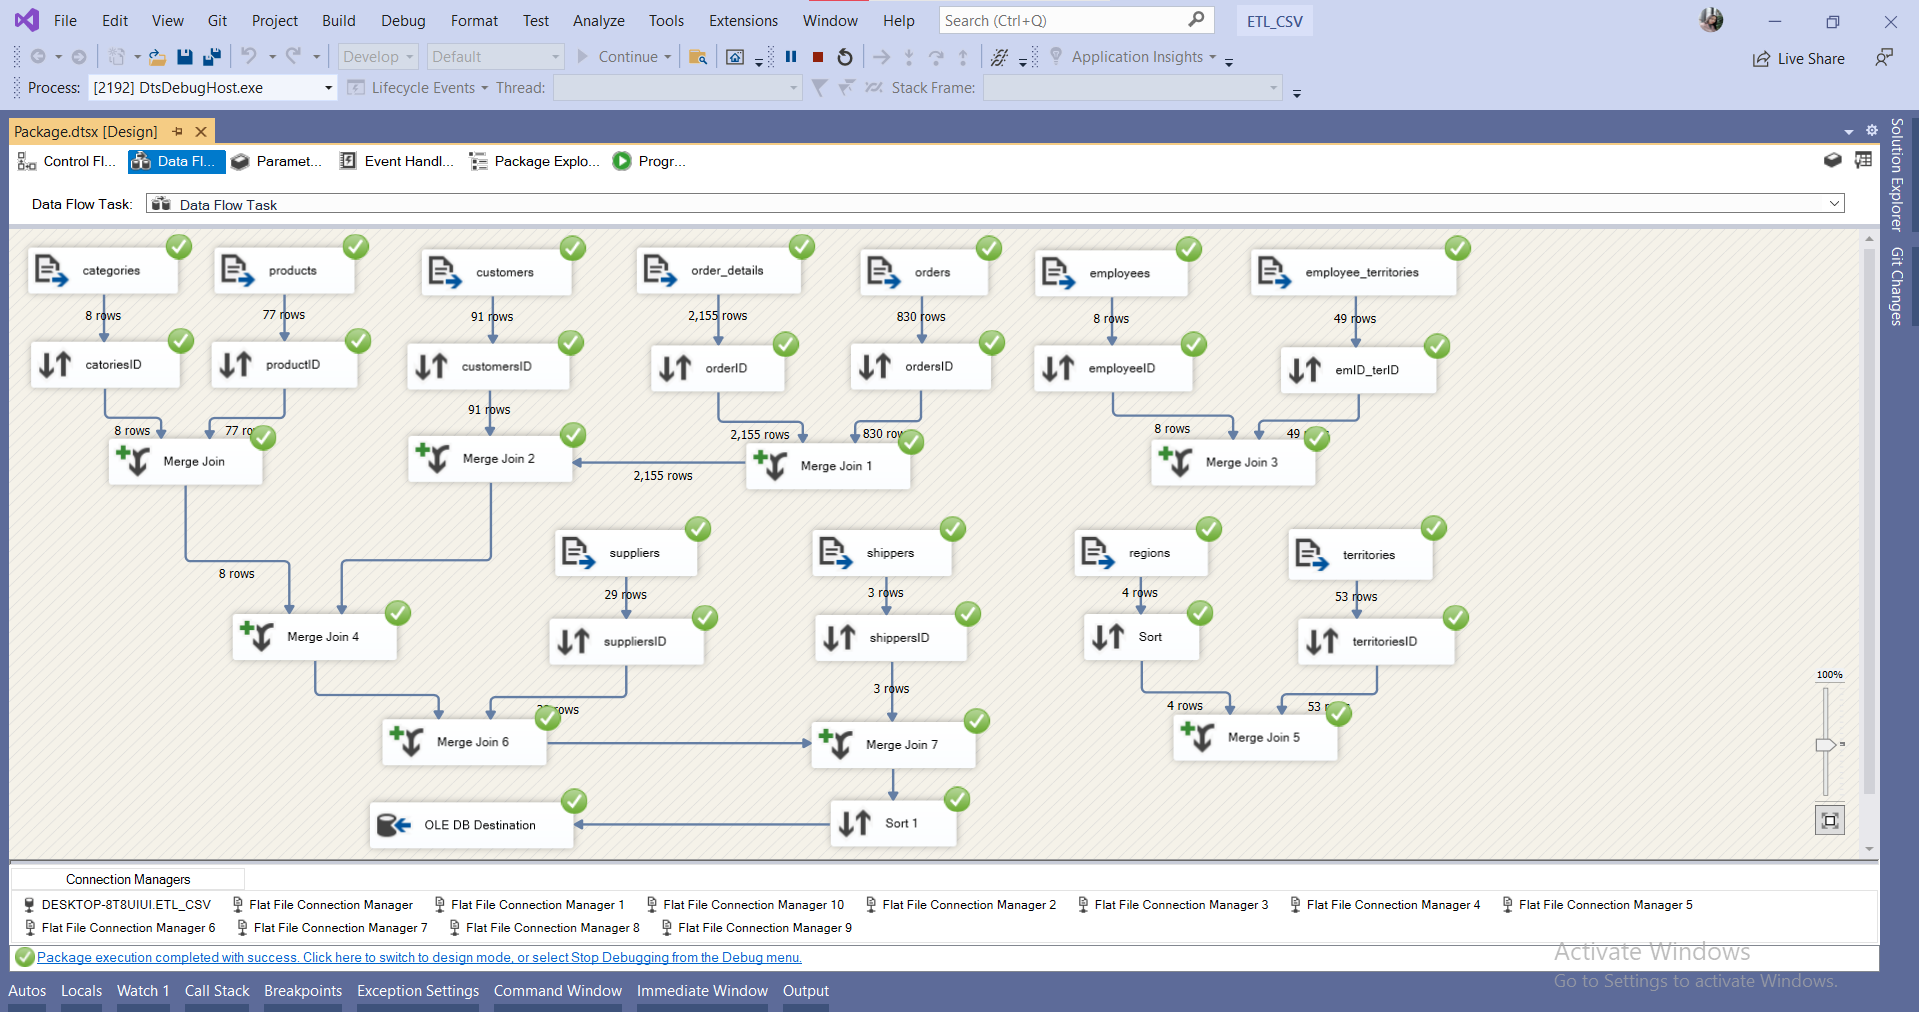 File Edit View Git Project Build Debug Format Test Analyze Tools Extensions Window Help Search (Ctrl+Q) ETL_CSV
Develop Default Continue Application Insights Live Share
Process: [2192] DtsDebugHost.exe Lifecycle Events Thread: Stack Frame:
Package.dtsx [Design]
Control Fl... Data Fl... Paramet... Event Handl... Package Explo... Progr...
Data Flow Task: Data Flow Task
Solution Explorer
Git Changes
categories products customers order_details orders employees employee_territories
8 rows 77 rows 91 rows 2,155 rows 830 rows 8 rows 49 rows
catoriesID productID customersID orderID ordersID employeeID emID_terID
91 rows
8 rows 77 ro 2,155 rows 830 row 8 rows 49
Merge Join Merge Join 2 Merge Join 1 Merge Join 3
2,155 rows
suppliers shippers regions territories
8 rows
29 rows 3 rows 4 rows 53 rows
Merge Join 4 suppliersID shippersID Sort territoriesID
100%
3 rows
rows 4 rows 53
Merge Join 6 Merge Join 7 Merge Join 5
OLE DB Destination Sort 1
Connection Managers
DESKTOP-8T8UIUI.ETL_CSV Flat File Connection Manager Flat File Connection Manager 1 Flat File Connection Manager 10 Flat File Connection Manager 2 Flat File Connection Manager 3 Flat File Connection Manager 4 Flat File Connection Manager 5
Flat File Connection Manager 6 Flat File Connection Manager 7 Flat File Connection Manager 8 Flat File Connection Manager 9
Package execution completed with success. Click here to switch to design mode, or select Stop Debugging from the Debug menu.
Activate Windows
Go to Settings to activate Windows.
Autos Locals Watch 1 Call Stack Breakpoints Exception Settings Command Window Immediate Window Output